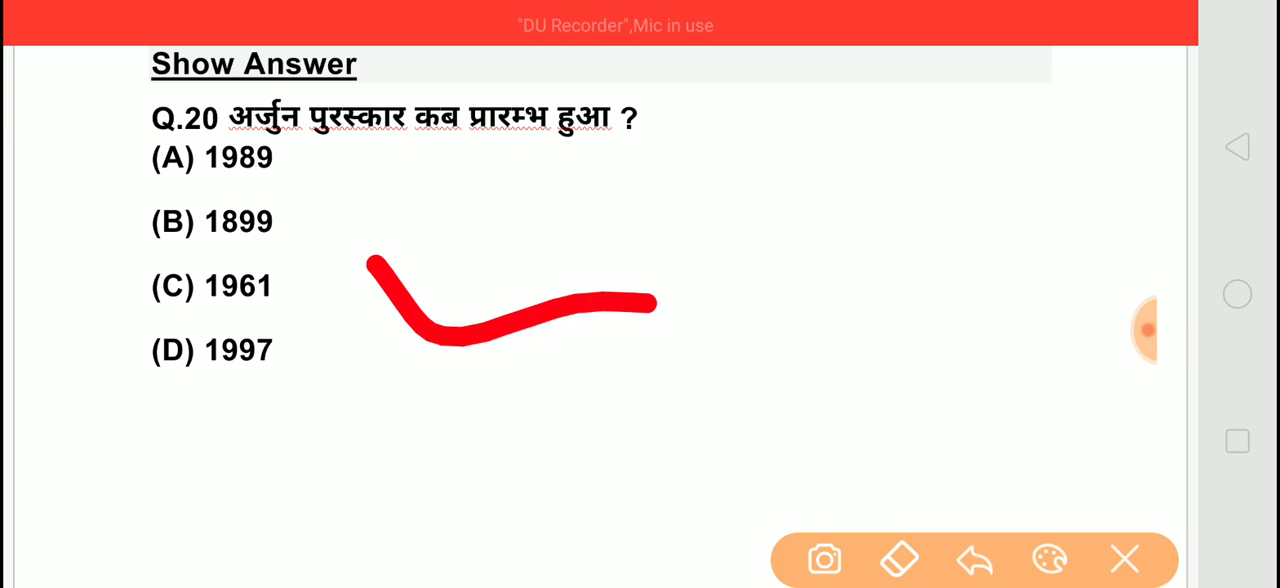 "DU Recorder",Mic in use
Show Answer
Q.20 अर्जुन पुरस्कार कब प्रारम्भ हुआ ?
(A) 1989
(B) 1899
(C) 1961
(D) 1997